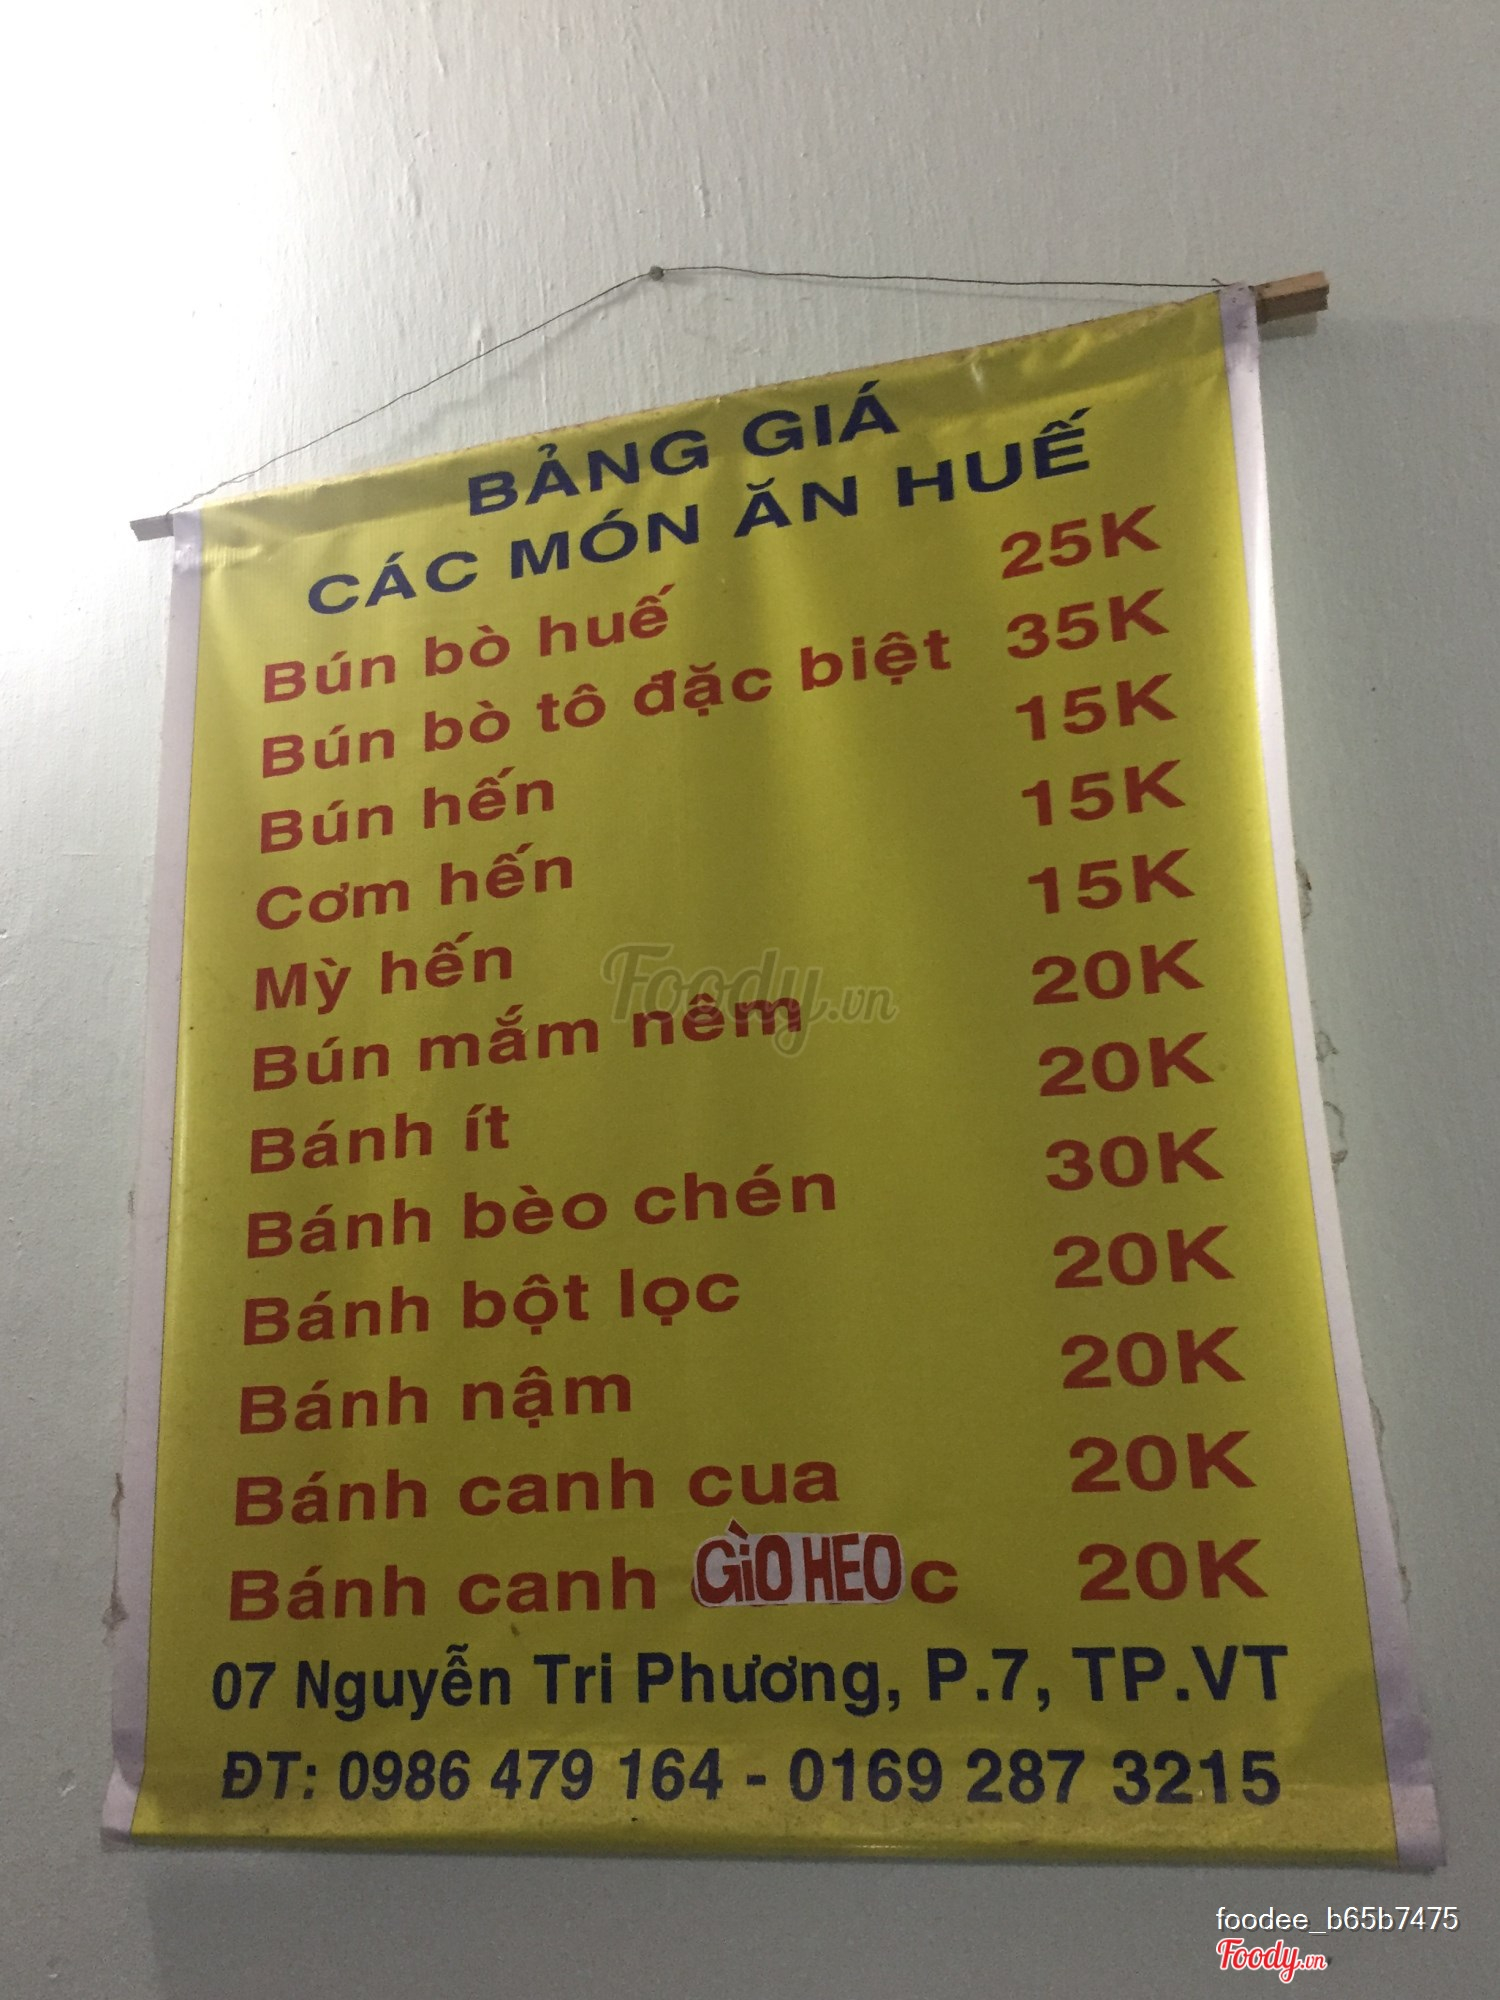 BẢNG GIÁ
CÁC MÓN ĂN HUẾ
Bún bò huế 25K
Bún bò tô đặc biệt 35K
Bún hến 15K
Cơm hến 15K
Mỳ hến 15K
Bún mắm nêm 20K
Bánh ít 20K
Bánh bèo chén 30K
Bánh bột lọc 20K
Bánh nậm 20K
Bánh canh cua 20K
Bánh canh GIÒ HEO c 20K
07 Nguyễn Tri Phương, P.7, TP.VT
ĐT: 0986 479 164 - 0169 287 3215
Foody.vn
foodee_b65b7475
Foody.vn